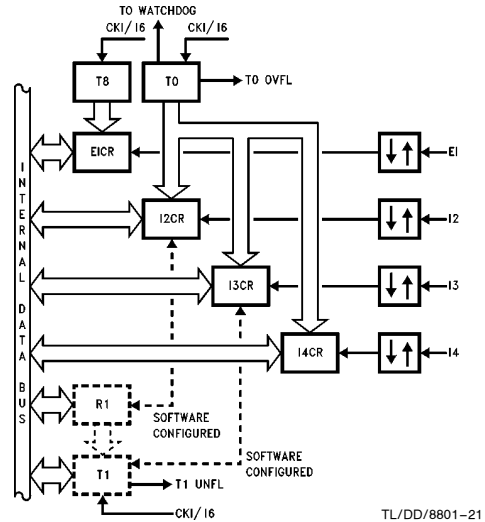 TO WATCHDOG
CKI/16
CKI/16
T8
T0
TO OVFL
EICR
EI
INTERNAL DATA BUS
I2CR
I2
I3CR
I3
I4CR
I4
R1
SOFTWARE
CONFIGURED
T1
SOFTWARE
CONFIGURED
T1 UNFL
CKI/16
TL/DD/8801-21